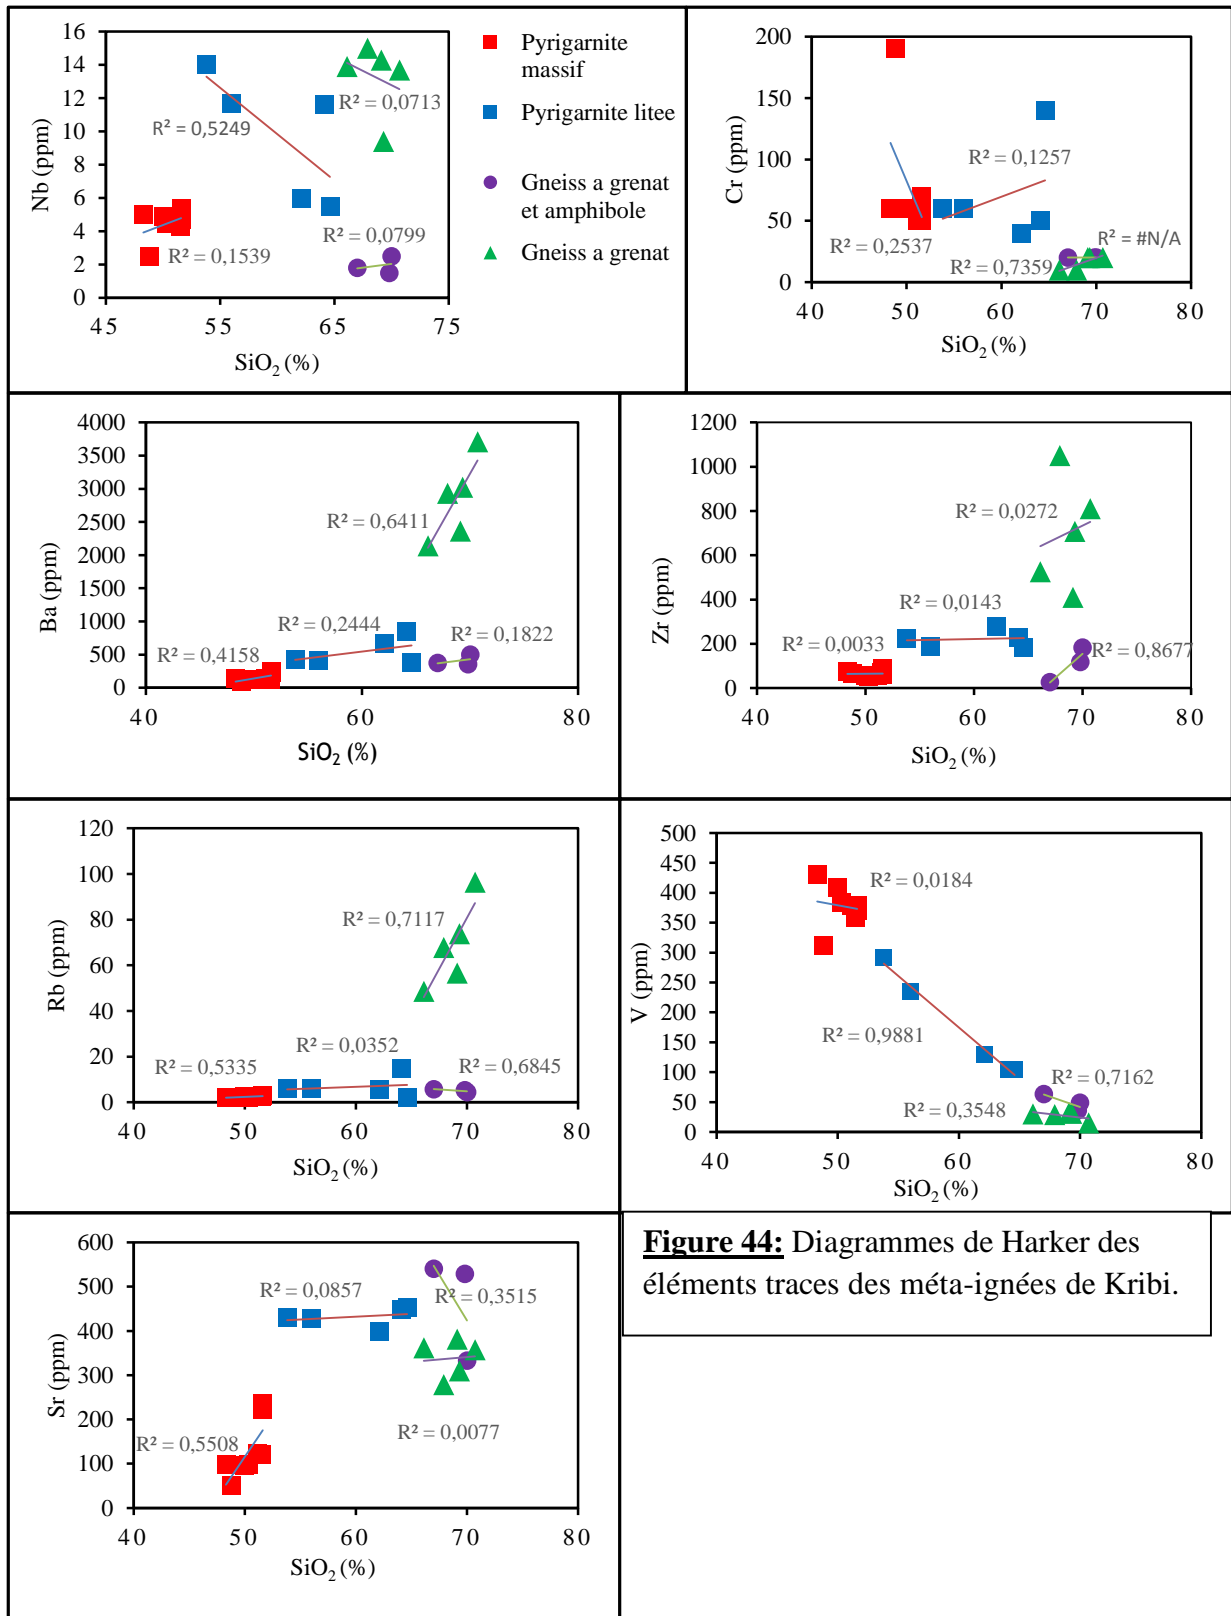 Nb (ppm)
16
14
12
10
8
6
4
2
0
45 55 65 75
SiO₂ (%)
R² = 0,0713
R² = 0,5249
R² = 0,0799
R² = 0,1539
Pyrigarnite
massif
Pyrigarnite litee
Gneiss a grenat
et amphibole
Gneiss a grenat
Cr (ppm)
200
150
100
50
0
40 50 60 70 80
SiO₂ (%)
R² = 0,1257
R² = 0,2537
R² = #N/A
R² = 0,7359
Ba (ppm)
4000
3500
3000
2500
2000
1500
1000
500
0
40 60 80
SiO₂ (%)
R² = 0,6411
R² = 0,2444
R² = 0,1822
R² = 0,4158
Zr (ppm)
1200
1000
800
600
400
200
0
40 50 60 70 80
SiO₂ (%)
R² = 0,0272
R² = 0,0143
R² = 0,0033
R² = 0,8677
Rb (ppm)
120
100
80
60
40
20
0
40 50 60 70 80
SiO₂ (%)
R² = 0,7117
R² = 0,0352
R² = 0,5335
R² = 0,6845
V (ppm)
500
450
400
350
300
250
200
150
100
50
0
40 50 60 70 80
SiO₂ (%)
R² = 0,0184
R² = 0,9881
R² = 0,7162
R² = 0,3548
Sr (ppm)
600
500
400
300
200
100
0
40 50 60 70 80
SiO₂ (%)
R² = 0,0857
R² = 0,3515
R² = 0,5508
R² = 0,0077
Figure 44: Diagrammes de Harker des
éléments traces des méta-ignées de Kribi.